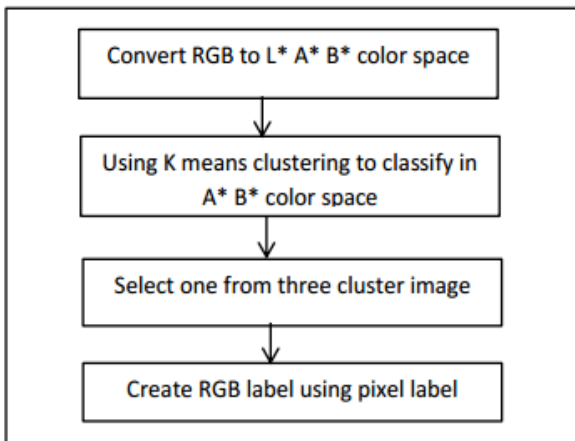 Convert RGB to L* A* B* color space
Using K means clustering to classify in
A* B* color space
Select one from three cluster image
Create RGB label using pixel label